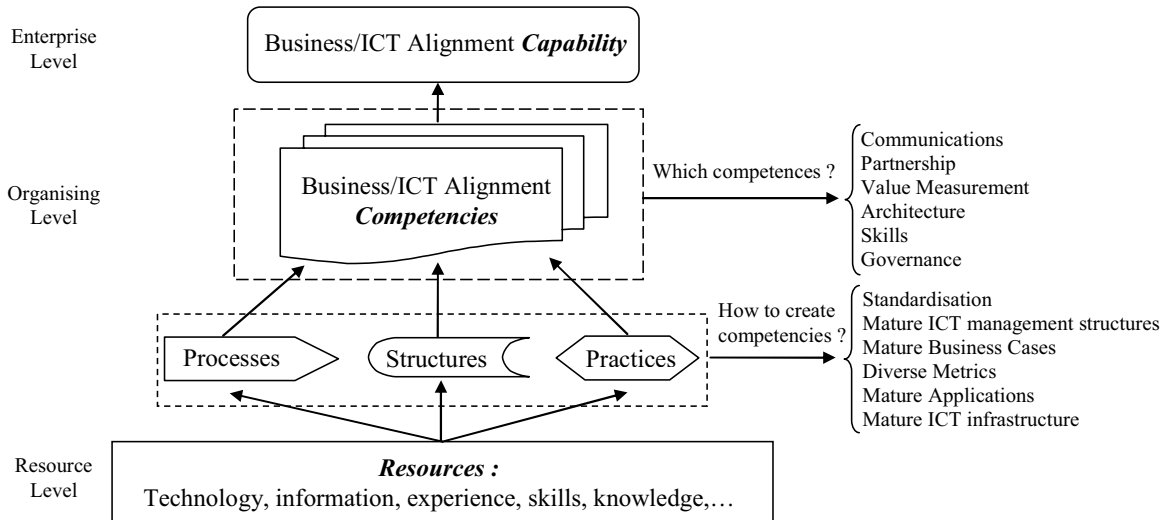 Enterprise
Level
Business/ICT Alignment Capability
Organising
Level
Business/ICT Alignment
Competencies
Which competences ?
Communications
Partnership
Value Measurement
Architecture
Skills
Governance
Processes
Structures
Practices
How to create
competencies ?
Standardisation
Mature ICT management structures
Mature Business Cases
Diverse Metrics
Mature Applications
Mature ICT infrastructure
Resource
Level
Resources :
Technology, information, experience, skills, knowledge,…